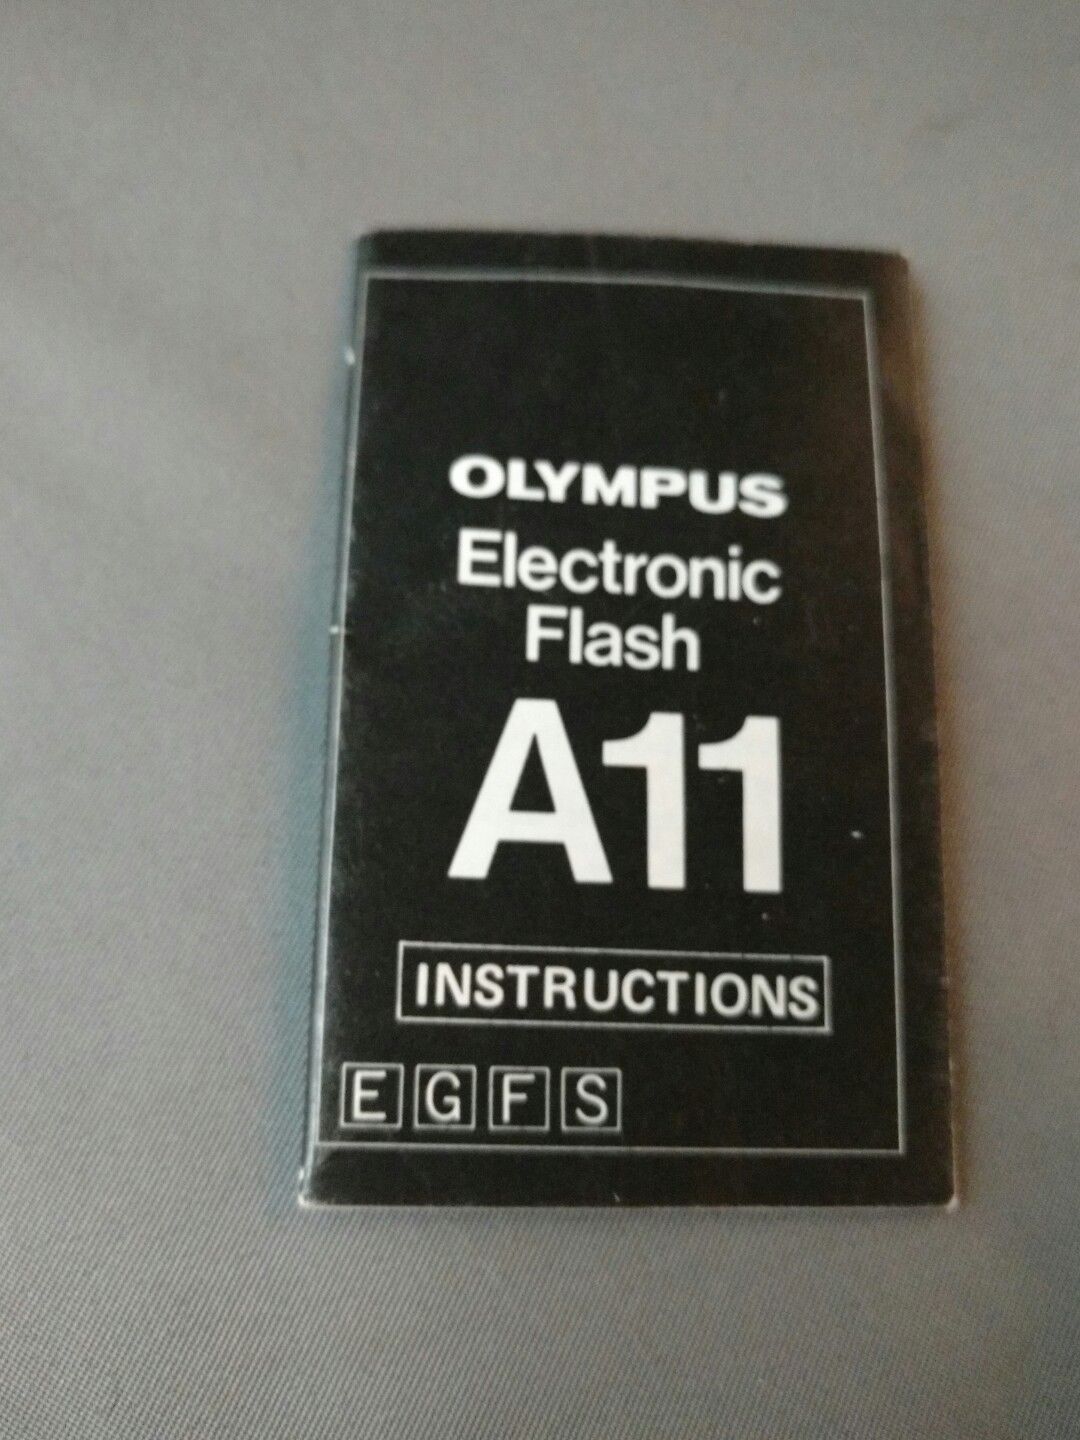 OLYMPUS
Electronic
Flash
A11
INSTRUCTIONS
E G F S